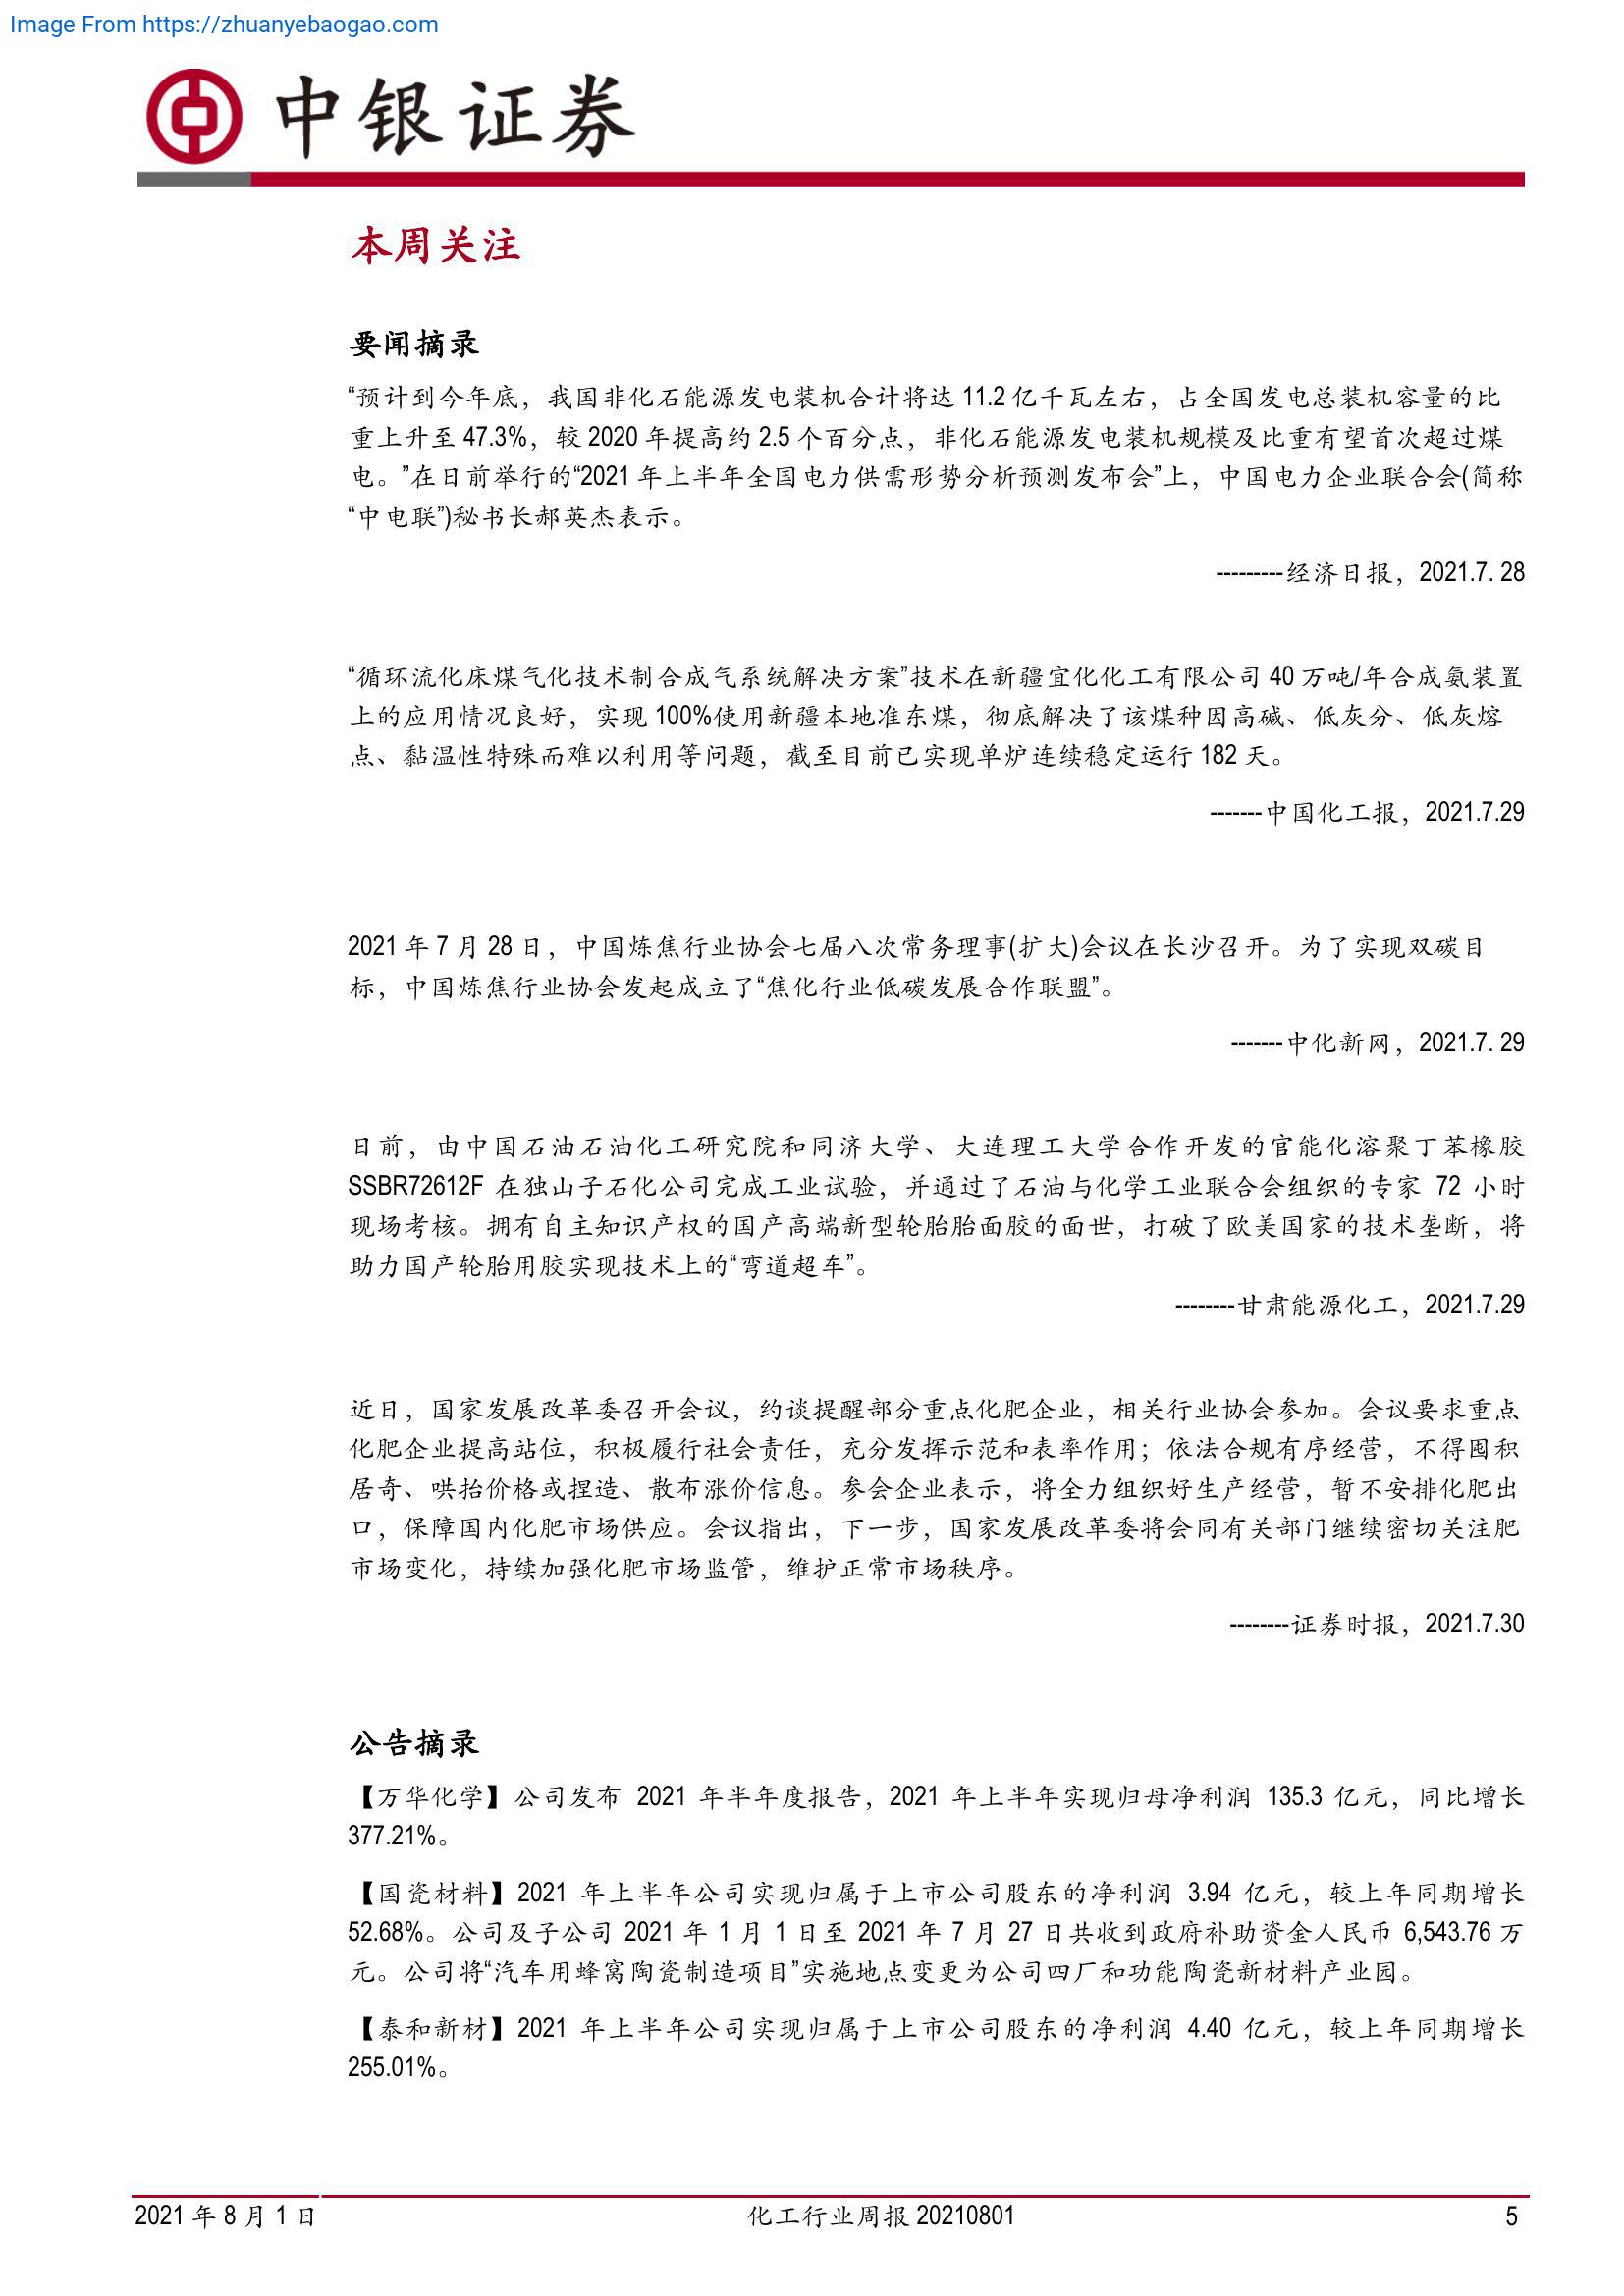 Image From https://zhuanyebaogao.com
中银证券
本周关注
要闻摘录
“预计到今年底，我国非化石能源发电装机合计将达 11.2 亿千瓦左右，占全国发电总装机容量的比
重上升至 47.3%，较 2020 年提高约 2.5 个百分点，非化石能源发电装机规模及比重有望首次超过煤
电。”在日前举行的“2021 年上半年全国电力供需形势分析预测发布会”上，中国电力企业联合会(简称
“中电联”)秘书长郝英杰表示。
---------经济日报，2021.7. 28
“循环流化床煤气化技术制合成气系统解决方案”技术在新疆宜化化工有限公司 40 万吨/年合成氨装置
上的应用情况良好，实现 100%使用新疆本地准东煤，彻底解决了该煤种因高碱、低灰分、低灰熔
点、黏温性特殊而难以利用等问题，截至目前已实现单炉连续稳定运行 182 天。
-------中国化工报，2021.7.29
2021 年 7 月 28 日，中国炼焦行业协会七届八次常务理事(扩大)会议在长沙召开。为了实现双碳目
标，中国炼焦行业协会发起成立了“焦化行业低碳发展合作联盟”。
-------中化新网，2021.7. 29
日前，由中国石油石油化工研究院和同济大学、大连理工大学合作开发的官能化溶聚丁苯橡胶
SSBR72612F 在独山子石化公司完成工业试验，并通过了石油与化学工业联合会组织的专家 72 小时
现场考核。拥有自主知识产权的国产高端新型轮胎胎面胶的面世，打破了欧美国家的技术垄断，将
助力国产轮胎用胶实现技术上的“弯道超车”。
--------甘肃能源化工，2021.7.29
近日，国家发展改革委召开会议，约谈提醒部分重点化肥企业，相关行业协会参加。会议要求重点
化肥企业提高站位，积极履行社会责任，充分发挥示范和表率作用；依法合规有序经营，不得囤积
居奇、哄抬价格或捏造、散布涨价信息。参会企业表示，将全力组织好生产经营，暂不安排化肥出
口，保障国内化肥市场供应。会议指出，下一步，国家发展改革委将会同有关部门继续密切关注肥
市场变化，持续加强化肥市场监管，维护正常市场秩序。
--------证券时报，2021.7.30
公告摘录
【万华化学】公司发布 2021 年半年度报告，2021 年上半年实现归母净利润 135.3 亿元，同比增长
377.21%。
【国瓷材料】2021 年上半年公司实现归属于上市公司股东的净利润 3.94 亿元，较上年同期增长
52.68%。公司及子公司 2021 年 1 月 1 日至 2021 年 7 月 27 日共收到政府补助资金人民币 6,543.76 万
元。公司将“汽车用蜂窝陶瓷制造项目”实施地点变更为公司四厂和功能陶瓷新材料产业园。
【泰和新材】2021 年上半年公司实现归属于上市公司股东的净利润 4.40 亿元，较上年同期增长
255.01%。
2021 年 8 月 1 日
化工行业周报 20210801
5